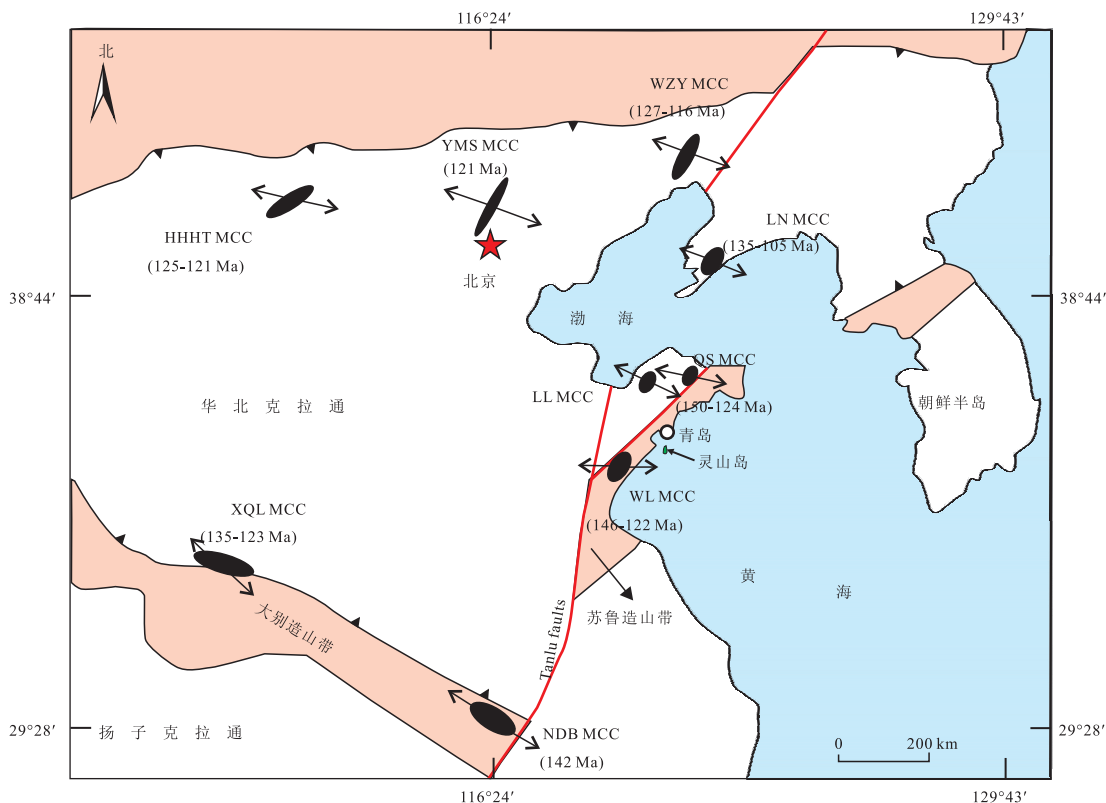 116°24′
129°43′
北
WZY MCC
(127-116 Ma)
YMS MCC
(121 Ma)
HHHT MCC
(125-121 Ma)
LN MCC
(135-105 Ma)
北京
38°44′
38°44′
渤 海
QS MCC
LL MCC
(150-124 Ma)
华 北 克 拉 通
朝鲜半岛
青岛
灵山岛
WL MCC
(146-122 Ma)
XQL MCC
(135-123 Ma)
黄 海
大别造山带
苏鲁造山带
Tanlu faults
29°28′
扬 子 克 拉 通
NDB MCC
(142 Ma)
0 200 km
29°28′
116°24′
129°43′